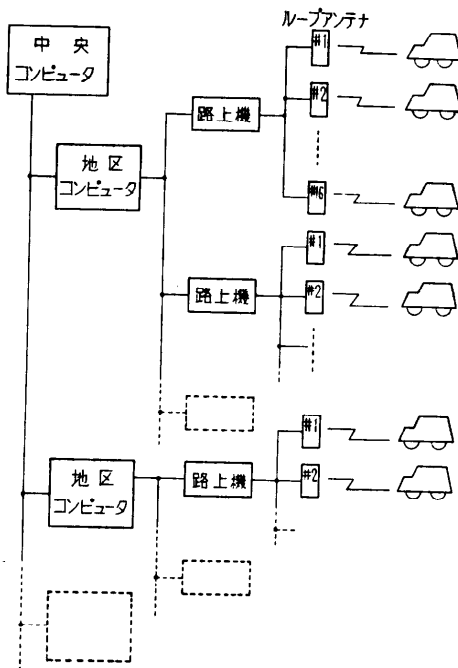 中央
コンピュータ
ループアンテナ
#1
#2
路上機
地区
コンピュータ
#16
#1
路上機
#2
#1
地区
コンピュータ
路上機
#2